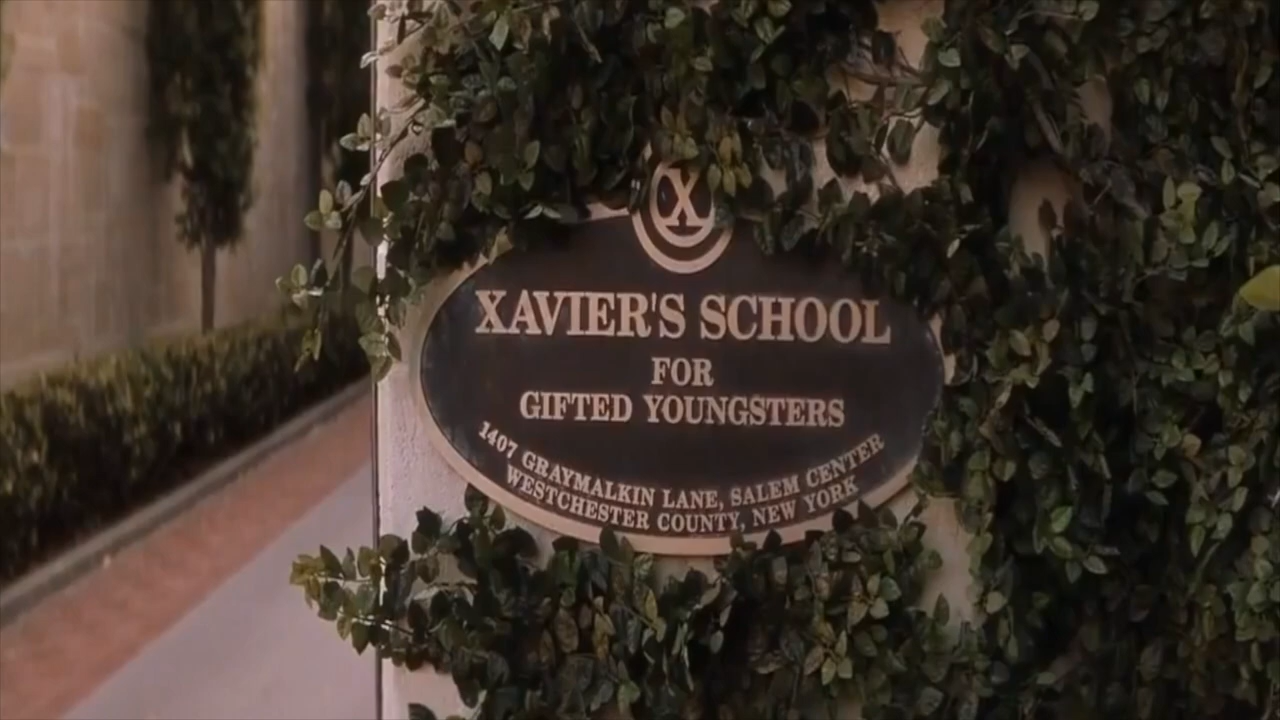 X
XAVIER'S SCHOOL
FOR
GIFTED YOUNGSTERS
1407 GRAYMALKIN LANE, SALEM CENTER
WESTCHESTER COUNTY, NEW YORK